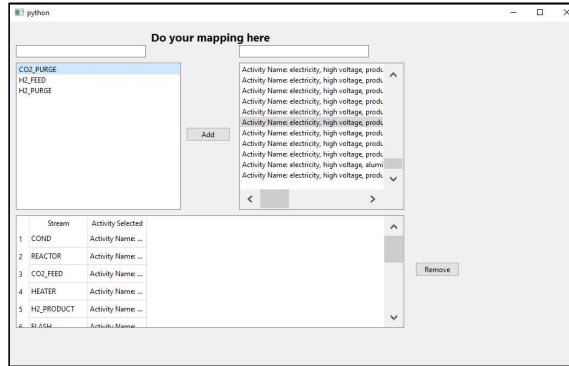 python
Do your mapping here
CO2_PURGE
H2_FEED
H2_PURGE
Activity Name: electricity, high voltage, produ
Activity Name: electricity, high voltage, produ
Activity Name: electricity, high voltage, produ
Activity Name: electricity, high voltage, produ
Activity Name: electricity, high voltage, produ
Activity Name: electricity, high voltage, produ
Activity Name: electricity, high voltage, produ
Activity Name: electricity, high voltage, produ
Activity Name: electricity, high voltage, produ
Activity Name: electricity, high voltage, alumi
Activity Name: electricity, high voltage, produ
Add
Stream Activity Selected
1 COND Activity Name: ...
2 REACTOR Activity Name: ...
3 CO2_FEED Activity Name: ...
4 HEATER Activity Name: ...
5 H2_PRODUCT Activity Name: ...
6 FLASH Activity Name: ...
Remove